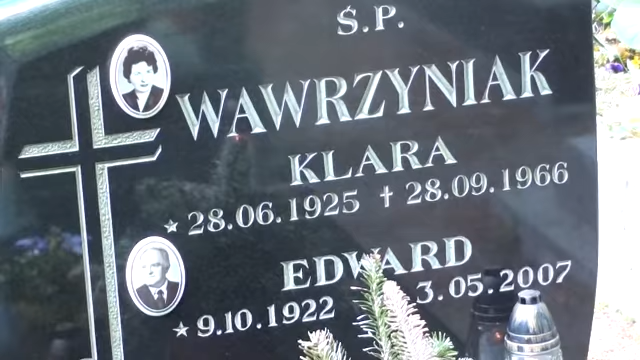 Ś.P.
WAWRZYNIAK
KLARA
* 28.06.1925 † 28.09.1966
EDWARD
* 9.10.1922 3.05.2007